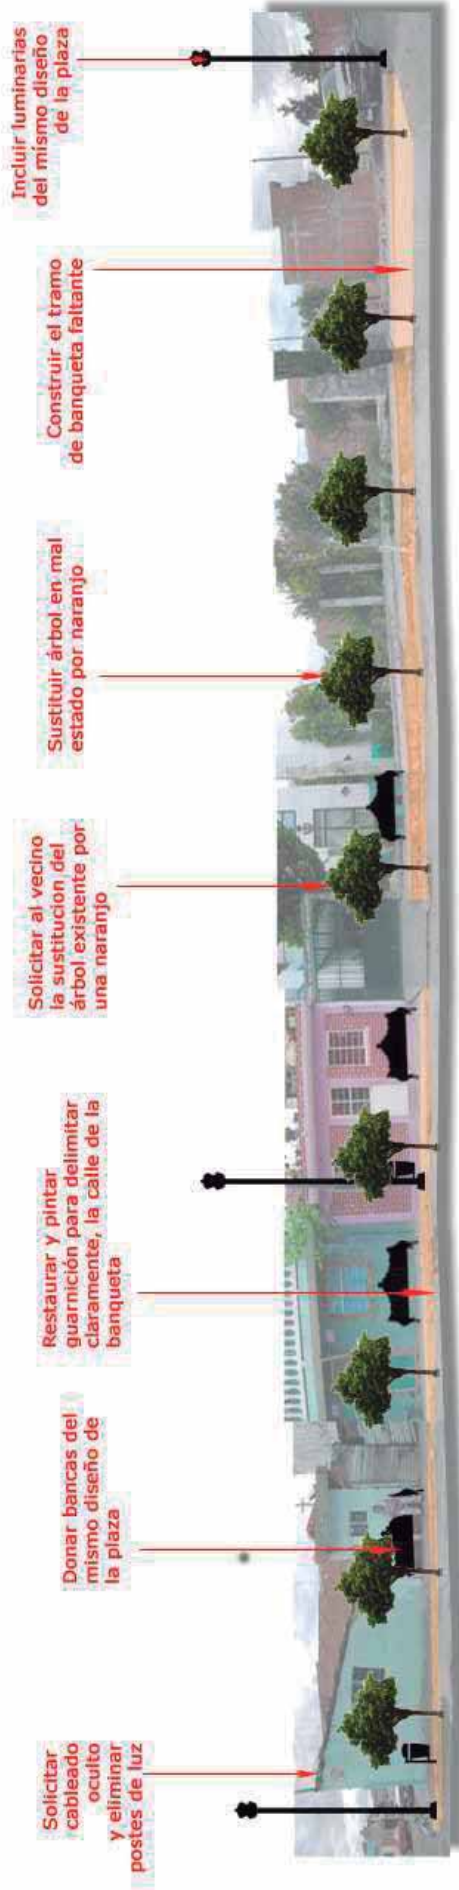 Solicitar
cableado
oculto
y eliminar
postes de luz
Donar bancas del
mismo diseño de
la plaza
Restaurar y pintar
guarnición para delimitar
claramente, la calle de la
banqueta
Solicitar al vecino
la sustitución del
árbol existente por
una naranjo
Sustituir árbol en mal
estado por naranjo
Construir el tramo
de banqueta faltante
Incluir luminarias
del mismo diseño
de la plaza